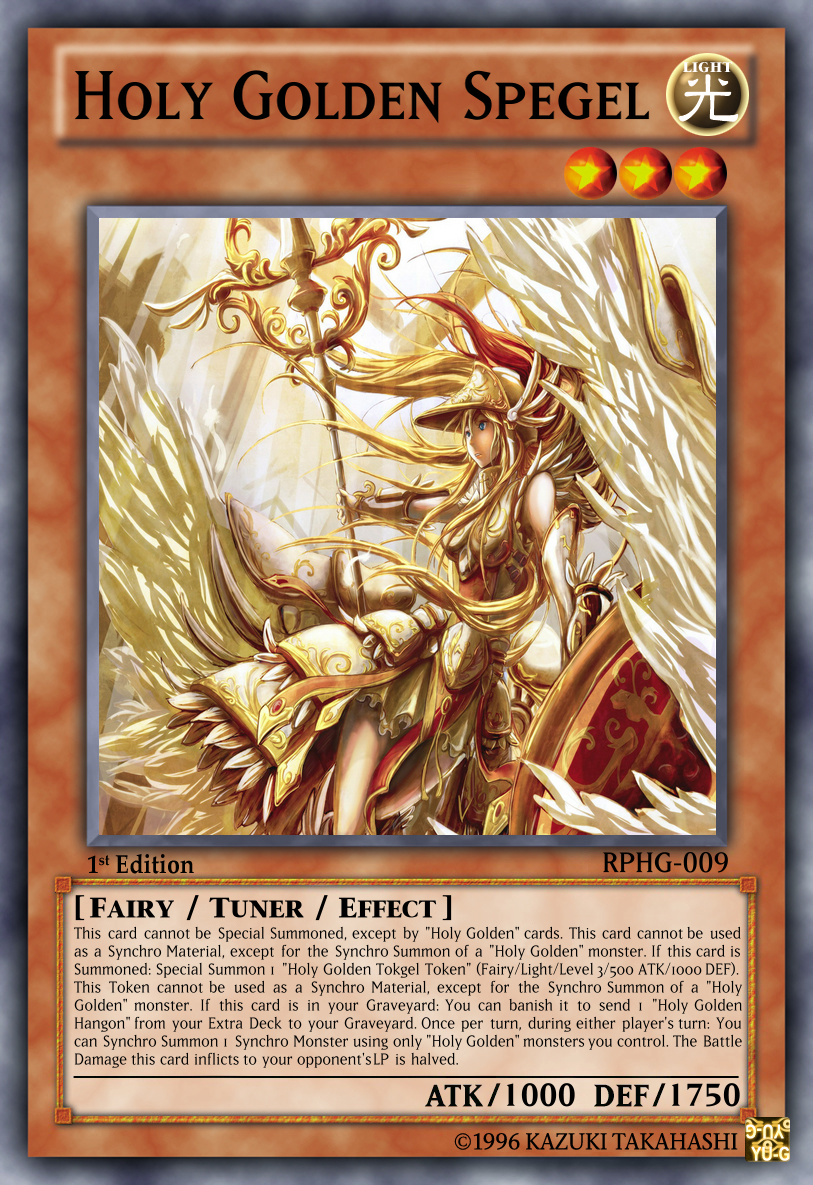 Holy Golden Spegel
LIGHT
光
1st Edition
RPHG-009
[ Fairy / Tuner / Effect ]
This card cannot be Special Summoned, except by "Holy Golden" cards. This card cannot be used
as a Synchro Material, except for the Synchro Summon of a "Holy Golden" monster. If this card is
Summoned: Special Summon 1 "Holy Golden Tokgel Token" (Fairy/Light/Level 3/500 ATK/1000 DEF).
This Token cannot be used as a Synchro Material, except for the Synchro Summon of a "Holy
Golden" monster. If this card is in your Graveyard: You can banish it to send 1 "Holy Golden
Hangon" from your Extra Deck to your Graveyard. Once per turn, during either player's turn: You
can Synchro Summon 1 Synchro Monster using only "Holy Golden" monsters you control. The Battle
Damage this card inflicts to your opponent's LP is halved.
ATK/1000 DEF/1750
©1996 KAZUKI TAKAHASHI